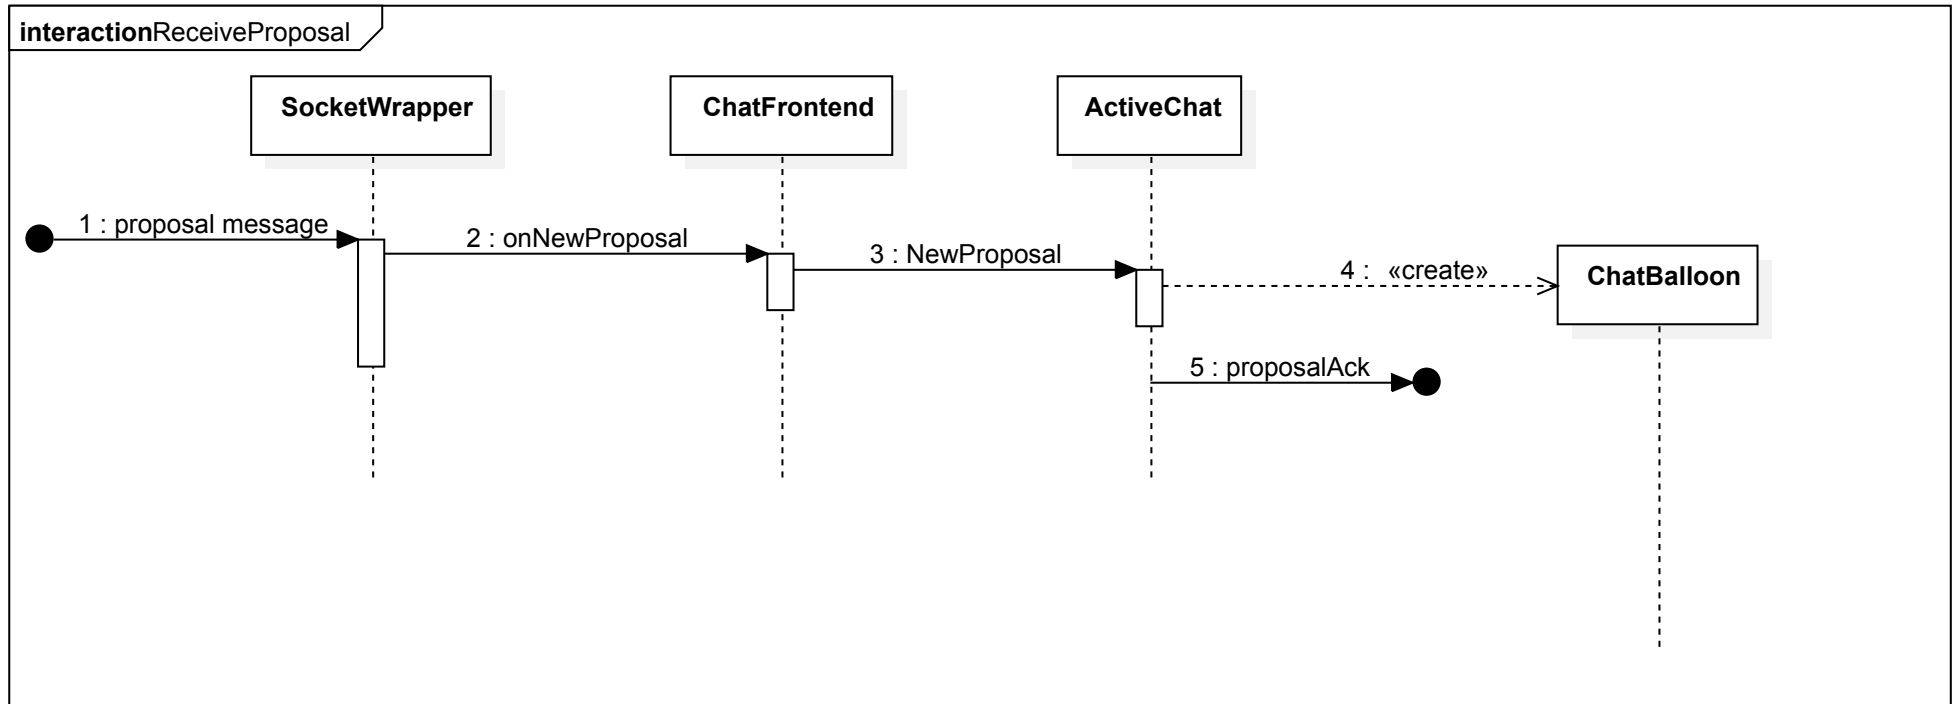 interactionReceiveProposal
SocketWrapper
ChatFrontend
ActiveChat
1 : proposal message
2 : onNewProposal
3 : NewProposal
4 : «create»
ChatBalloon
5 : proposalAck